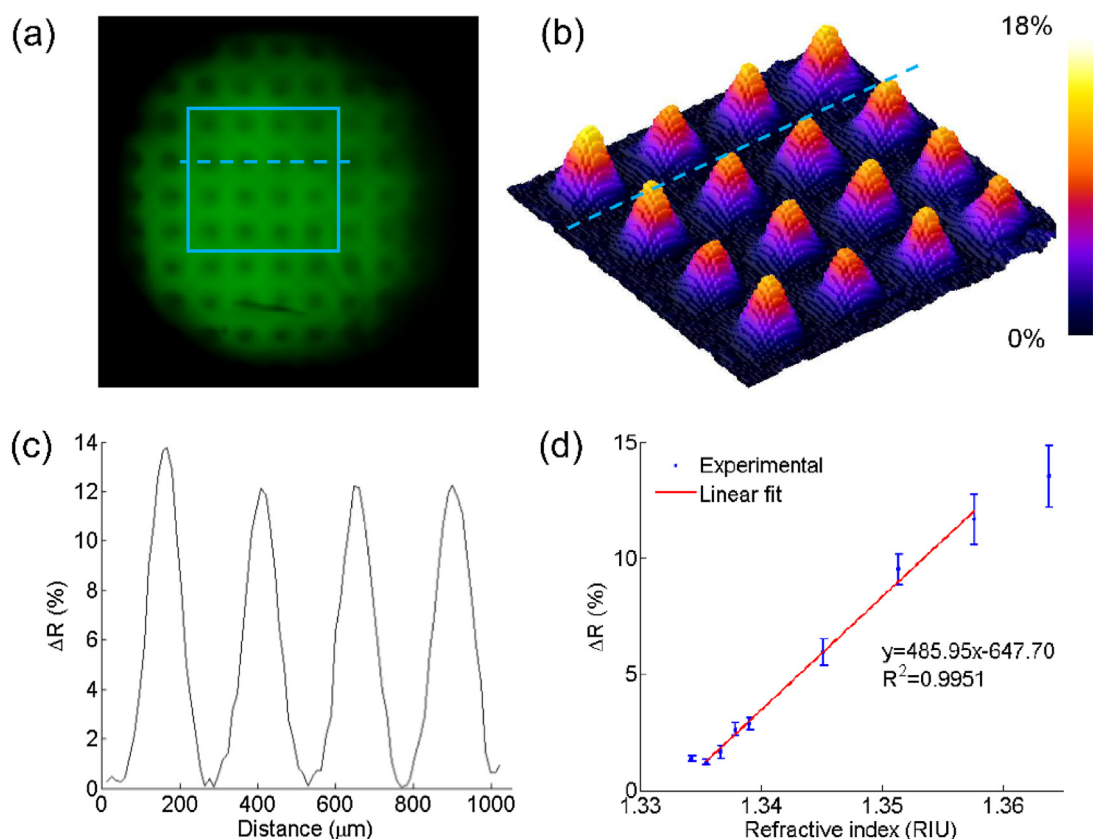 (a)
(b)
18%
0%
(c)
14
12
10
8
6
4
2
0
ΔR (%)
0 200 400 600 800 1000
Distance (μm)
(d)
15
10
5
0
ΔR (%)
Experimental
Linear fit
y=485.95x-647.70
R²=0.9951
1.33 1.34 1.35 1.36
Refractive index (RIU)